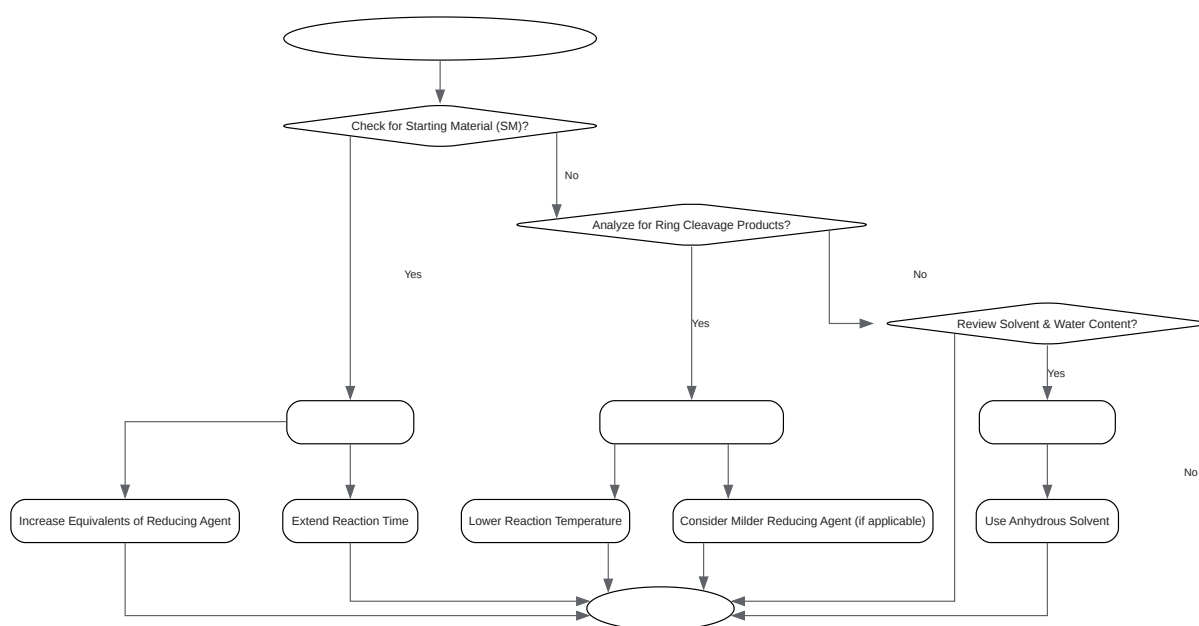 Check for Starting Material (SM)?
No
Analyze for Ring Cleavage Products?
Yes
No
Yes
Review Solvent & Water Content?
Yes
No
Increase Equivalents of Reducing Agent
Extend Reaction Time
Lower Reaction Temperature
Consider Milder Reducing Agent (if applicable)
Use Anhydrous Solvent